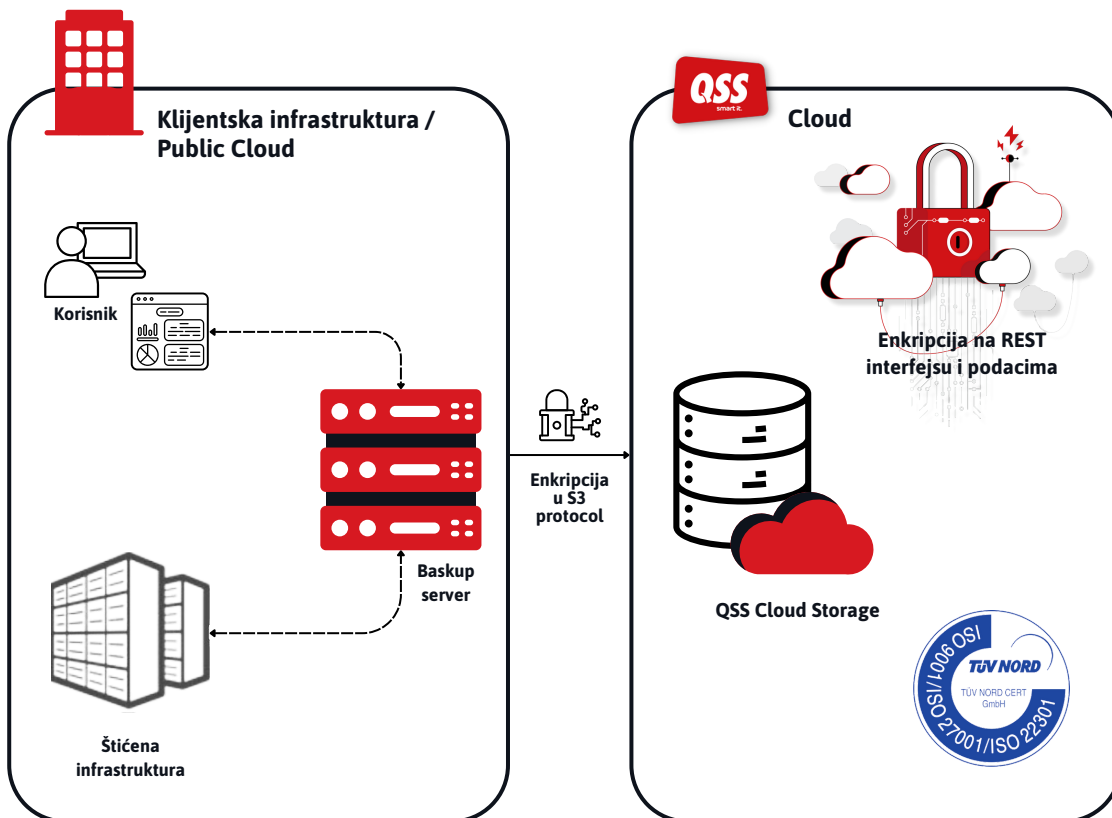 Klijentska infrastruktura /
Public Cloud
Korisnik
Baskup
server
Štićena
infrastruktura
Enkripcija
u S3
protocol
QSS
smart it.
Cloud
Enkripcija na REST
interfejsu i podacima
QSS Cloud Storage
TÜV NORD
TÜV NORD CERT
GmbH
ISO 9001/ISO 27001/ISO 22301